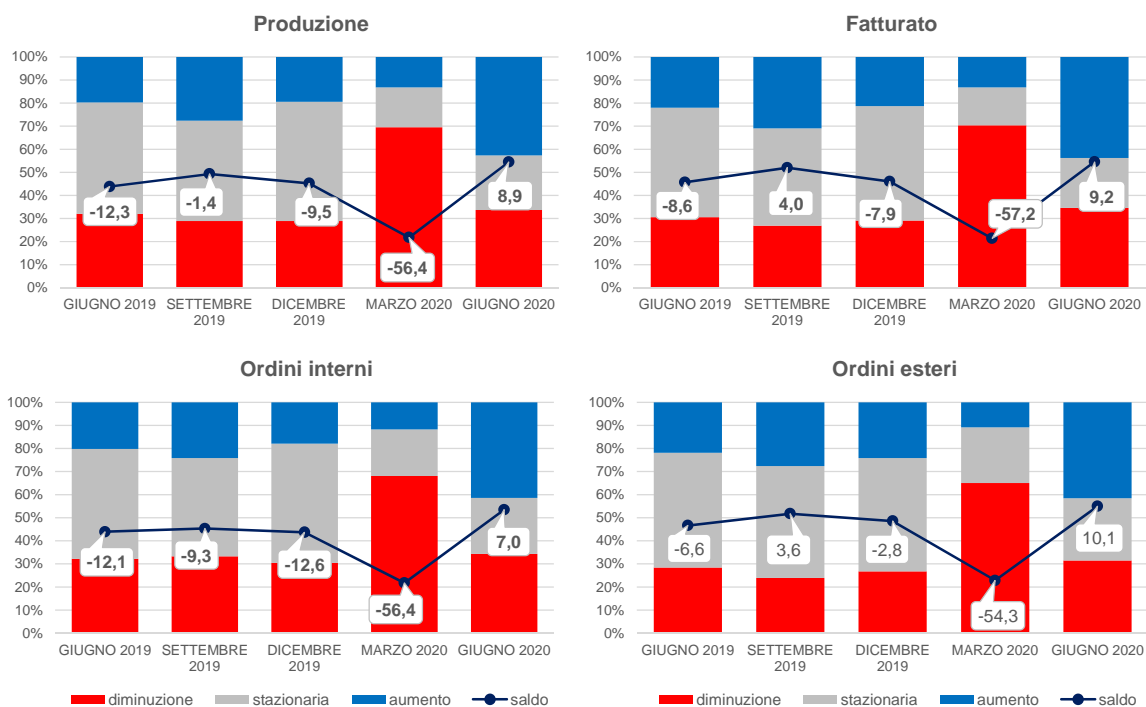 Produzione
100%
90%
80%
70%
60%
50%
40%
30%
20%
10%
0%
-12,3
-1,4
-9,5
-56,4
8,9
GIUGNO 2019
SETTEMBRE
2019
DICEMBRE
2019
MARZO 2020
GIUGNO 2020
Fatturato
100%
90%
80%
70%
60%
50%
40%
30%
20%
10%
0%
-8,6
4,0
-7,9
-57,2
9,2
GIUGNO 2019
SETTEMBRE
2019
DICEMBRE
2019
MARZO 2020
GIUGNO 2020
Ordini interni
100%
90%
80%
70%
60%
50%
40%
30%
20%
10%
0%
-12,1
-9,3
-12,6
-56,4
7,0
GIUGNO 2019
SETTEMBRE
2019
DICEMBRE
2019
MARZO 2020
GIUGNO 2020
diminuzione stazionaria aumento saldo
Ordini esteri
100%
90%
80%
70%
60%
50%
40%
30%
20%
10%
0%
-6,6
3,6
-2,8
-54,3
10,1
GIUGNO 2019
SETTEMBRE
2019
DICEMBRE
2019
MARZO 2020
GIUGNO 2020
diminuzione stazionaria aumento saldo